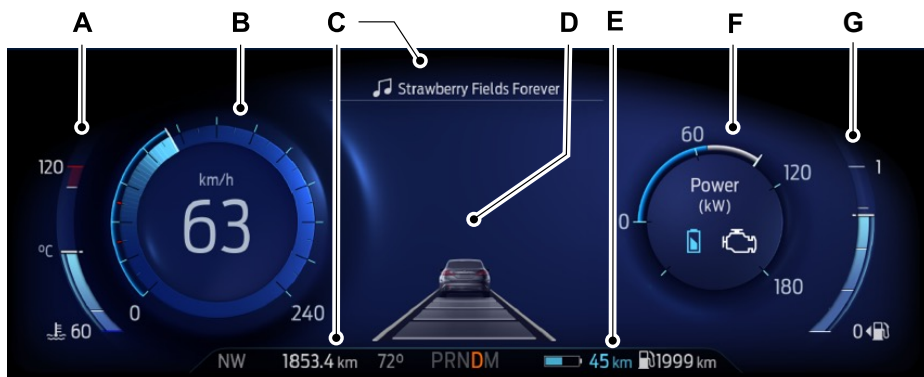 A B C D E F G
Strawberry Fields Forever
120
°C
60
km/h
63
0
240
60
120
Power
(kW)
0
180
1
0
NW 1853.4 km 72° PRNDM 45 km 1999 km